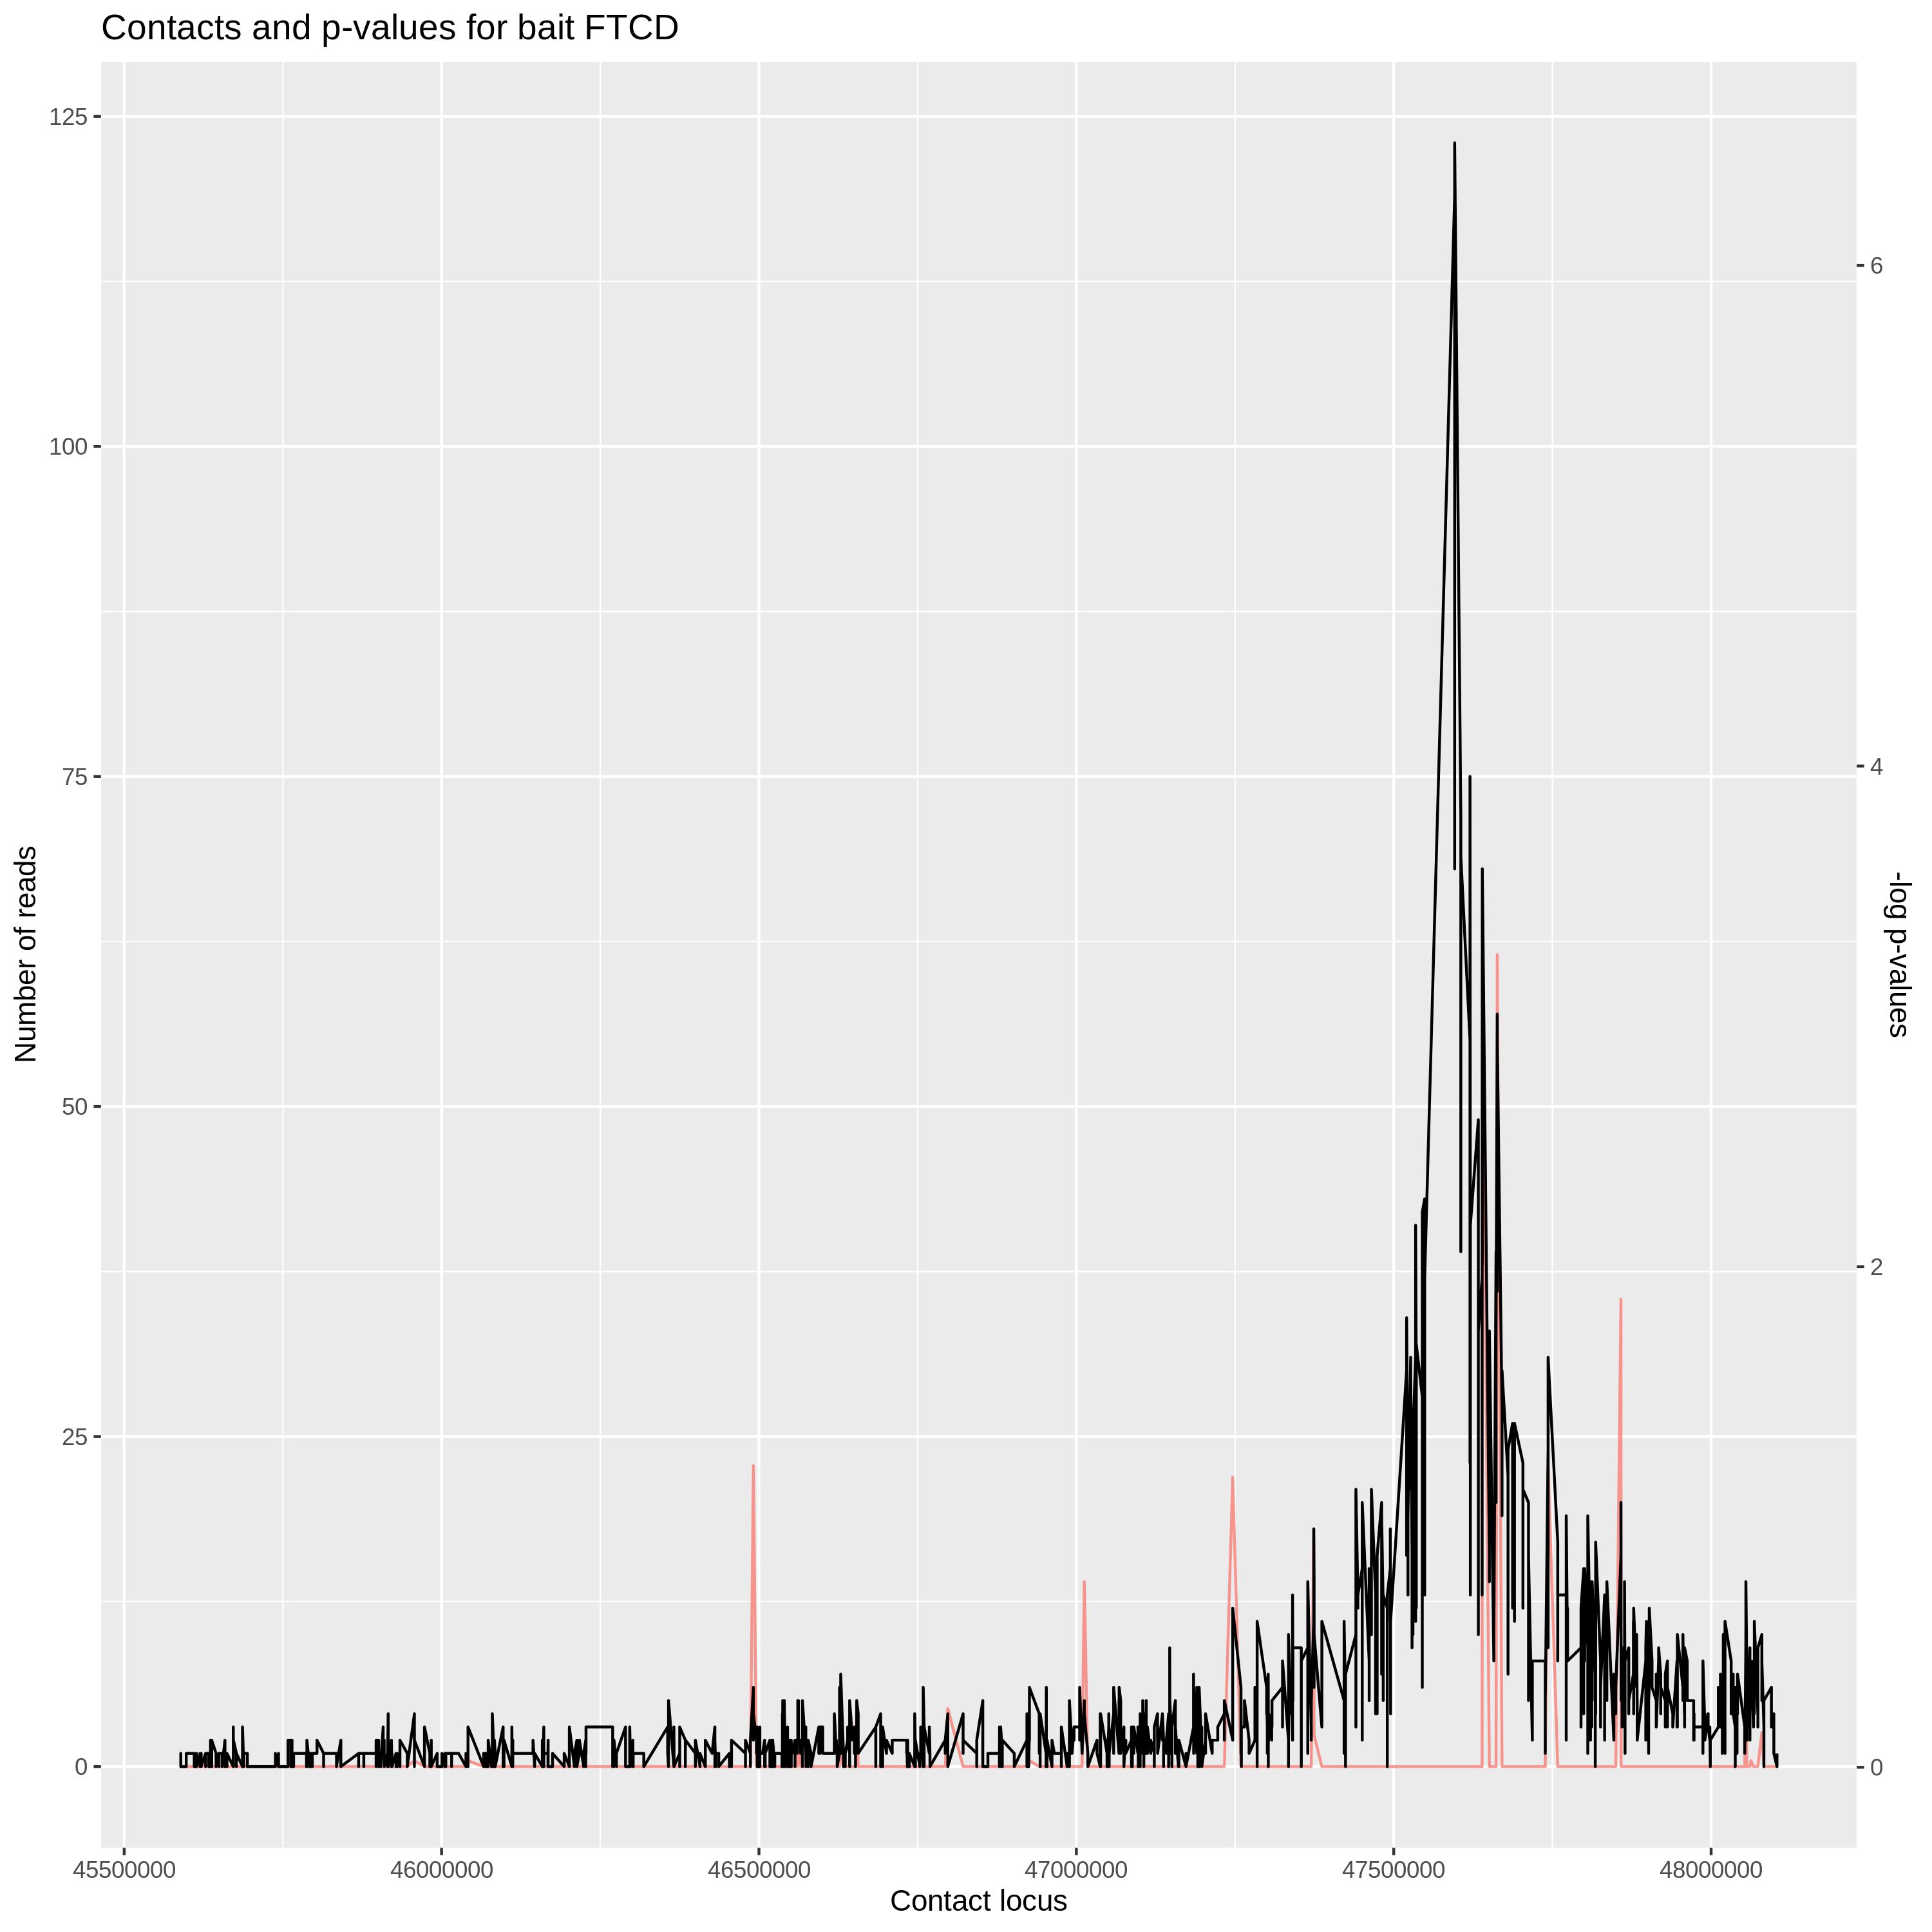 Contacts and p-values for bait FTCD
125
100
75
50
25
0
Number of reads
6
4
2
0
-log p-values
45500000 46000000 46500000 47000000 47500000 48000000
Contact locus